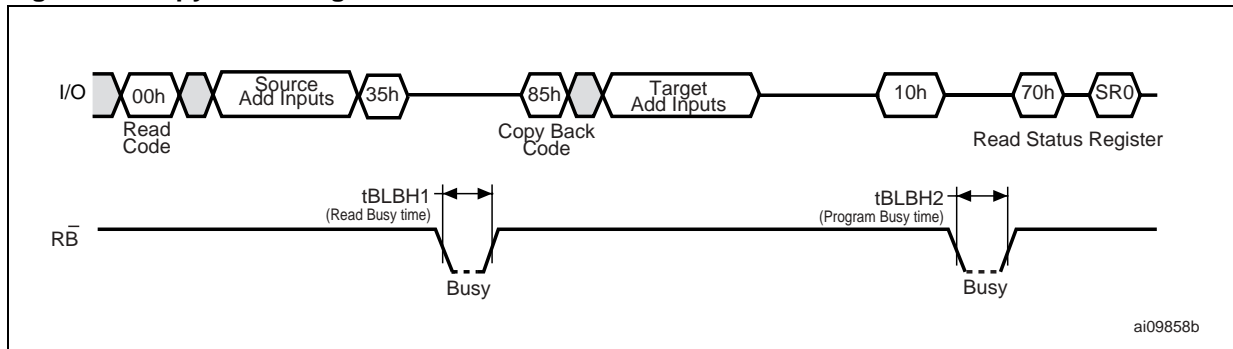 I/O
00h
Source
Add Inputs
35h
85h
Target
Add Inputs
10h
70h
SR0
Read
Code
Copy Back
Code
Read Status Register
tBLBH1
(Read Busy time)
tBLBH2
(Program Busy time)
RB̅
Busy
Busy
ai09858b